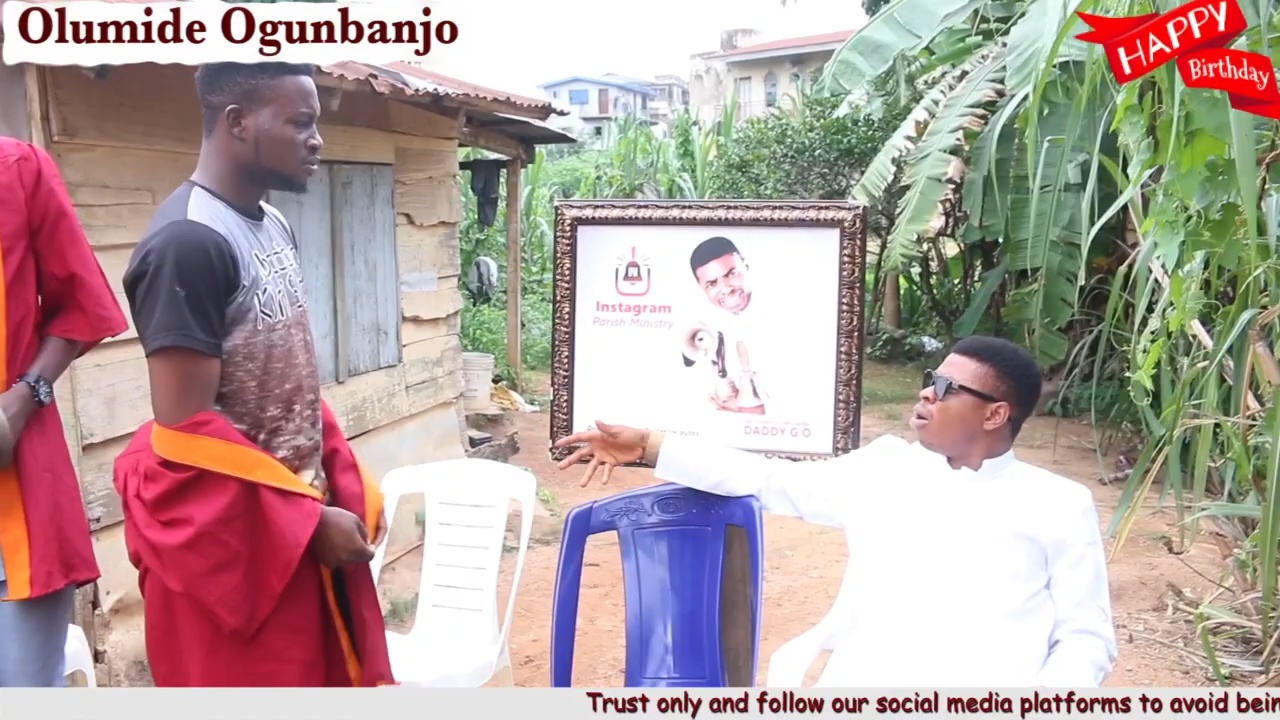 Olumide Ogunbanjo
HAPPY
Birthday
Instagram
Parish Ministry
DADDY G.O
Trust only and follow our social media platforms to avoid bein